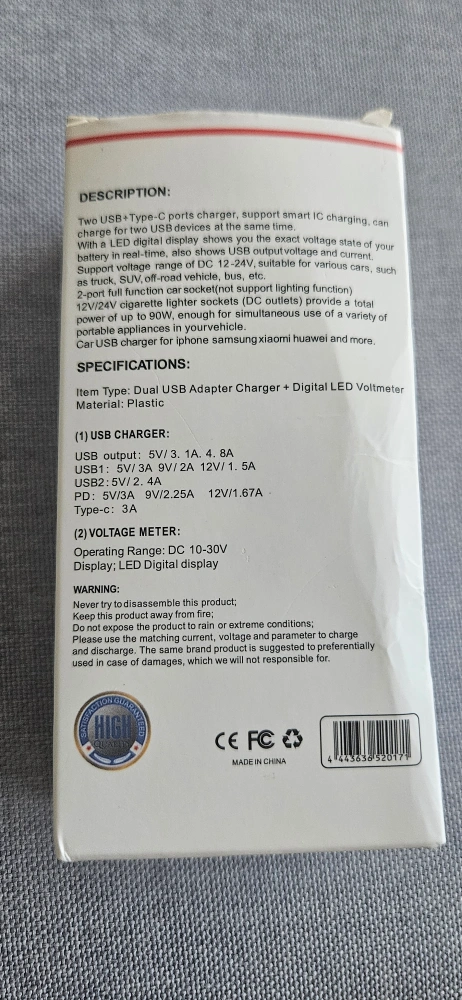 DESCRIPTION:
Two USB+Type-C ports charger, support smart IC charging, can
charge for two USB devices at the same time.
With a LED digital display shows you the exact voltage state of your
battery in real-time, also shows USB outputvoltage and current.
Support voltage range of DC 12-24V, suitable for various cars, such
as truck, SUV, off-road vehicle, bus, etc.
2-port full function car socket(not support lighting function)
12V/24V cigarette lighter sockets (DC outlets) provide a total
power of up to 90W, enough for simultaneous use of a variety of
portable appliances in yourvehicle.
Car USB charger for iphone samsung xiaomi huawei and more.
SPECIFICATIONS:
Item Type: Dual USB Adapter Charger + Digital LED Voltmeter
Material: Plastic
(1) USB CHARGER:
USB output: 5V/ 3. 1A. 4. 8A
USB1: 5V/ 3A 9V/ 2A 12V/ 1. 5A
USB2: 5V/ 2. 4A
PD: 5V/3A 9V/2.25A 12V/1.67A
Type-c: 3A
(2) VOLTAGE METER:
Operating Range: DC 10-30V
Display; LED Digital display
WARNING:
Never try to disassemble this product;
Keep this product away from fire;
Do not expose the product to rain or extreme conditions;
Please use the matching current, voltage and parameter to charge
and discharge. The same brand product is suggested to preferentially
used in case of damages, which we will not responsible for.
SATISFACTION GUARANTEED
HIGH
QUALITY
CE FC
MADE IN CHINA
4 443636 520171